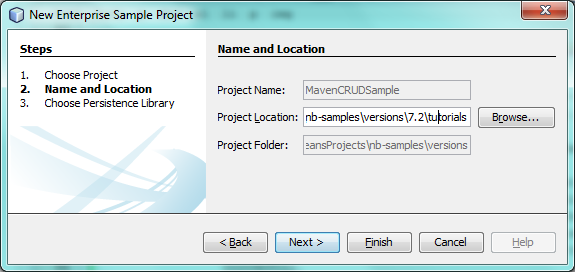 New Enterprise Sample Project
Steps
1. Choose Project
2. Name and Location
3. Choose Persistence Library
Name and Location
Project Name: MavenCRUDSample
Project Location: nb-samples\versions\7.2\tutorials Browse...
Project Folder: eansProjects\nb-samples\versions
< Back Next > Finish Cancel Help